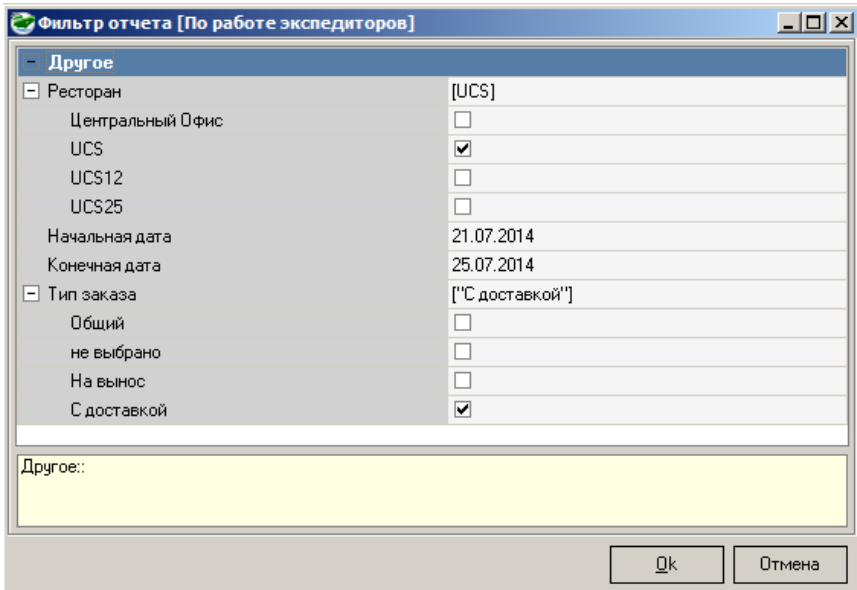 Фильтр отчета [По работе экспедиторов]
Другое
Ресторан [UCS]
Центральный Офис
UCS
UCS12
UCS25
Начальная дата 21.07.2014
Конечная дата 25.07.2014
Тип заказа ["С доставкой"]
Общий
не выбрано
На вынос
С доставкой
Другое::
Ok Отмена